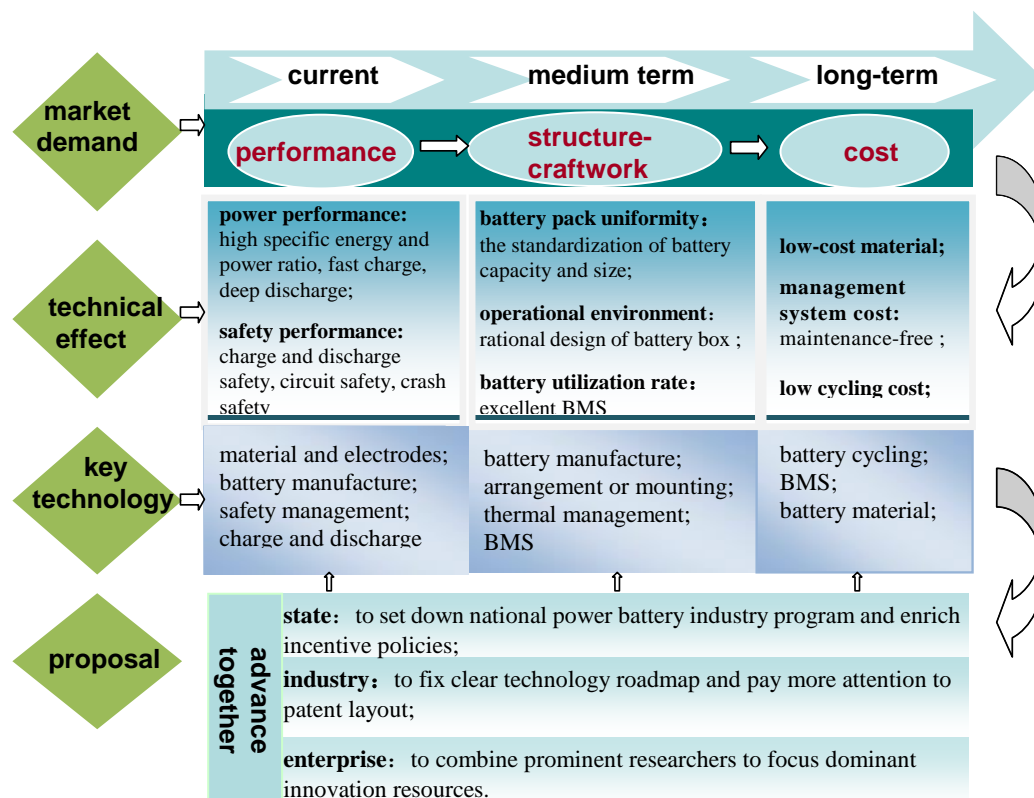 current
medium term
long-term
market
demand
performance
structure-
craftwork
cost
technical
effect
power performance:
high specific energy and
power ratio, fast charge,
deep discharge;
safety performance:
charge and discharge
safety, circuit safety, crash
safety
battery pack uniformity：
the standardization of battery
capacity and size;
operational environment：
rational design of battery box ;
battery utilization rate：
excellent BMS
low-cost material;
management
system cost:
maintenance-free ;
low cycling cost;
key
technology
material and electrodes;
battery manufacture;
safety management;
charge and discharge
battery manufacture;
arrangement or mounting;
thermal management;
BMS
battery cycling;
BMS;
battery material;
proposal
advance
together
state： to set down national power battery industry program and enrich
incentive policies;
industry： to fix clear technology roadmap and pay more attention to
patent layout;
enterprise： to combine prominent researchers to focus dominant
innovation resources.